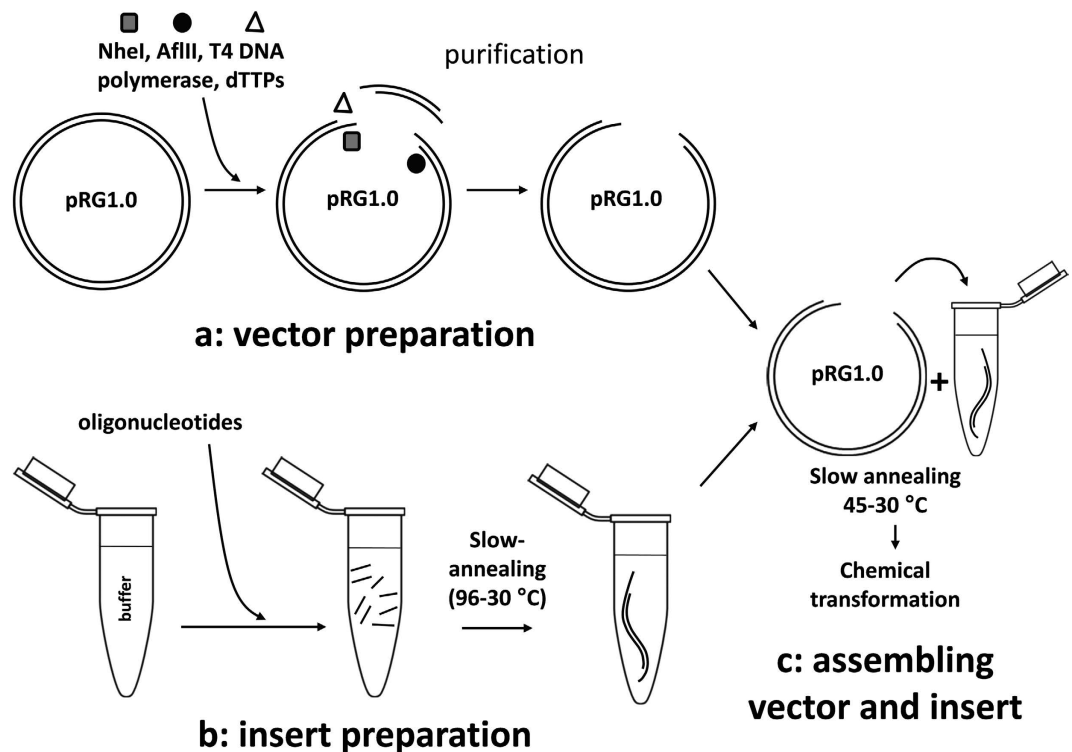 NheI, AflII, T4 DNA
polymerase, dTTPs
purification
pRG1.0
pRG1.0
pRG1.0
a: vector preparation
pRG1.0
+
oligonucleotides
buffer
Slow-
annealing
(96-30 °C)
b: insert preparation
Slow annealing
45-30 °C
Chemical
transformation
c: assembling
vector and insert